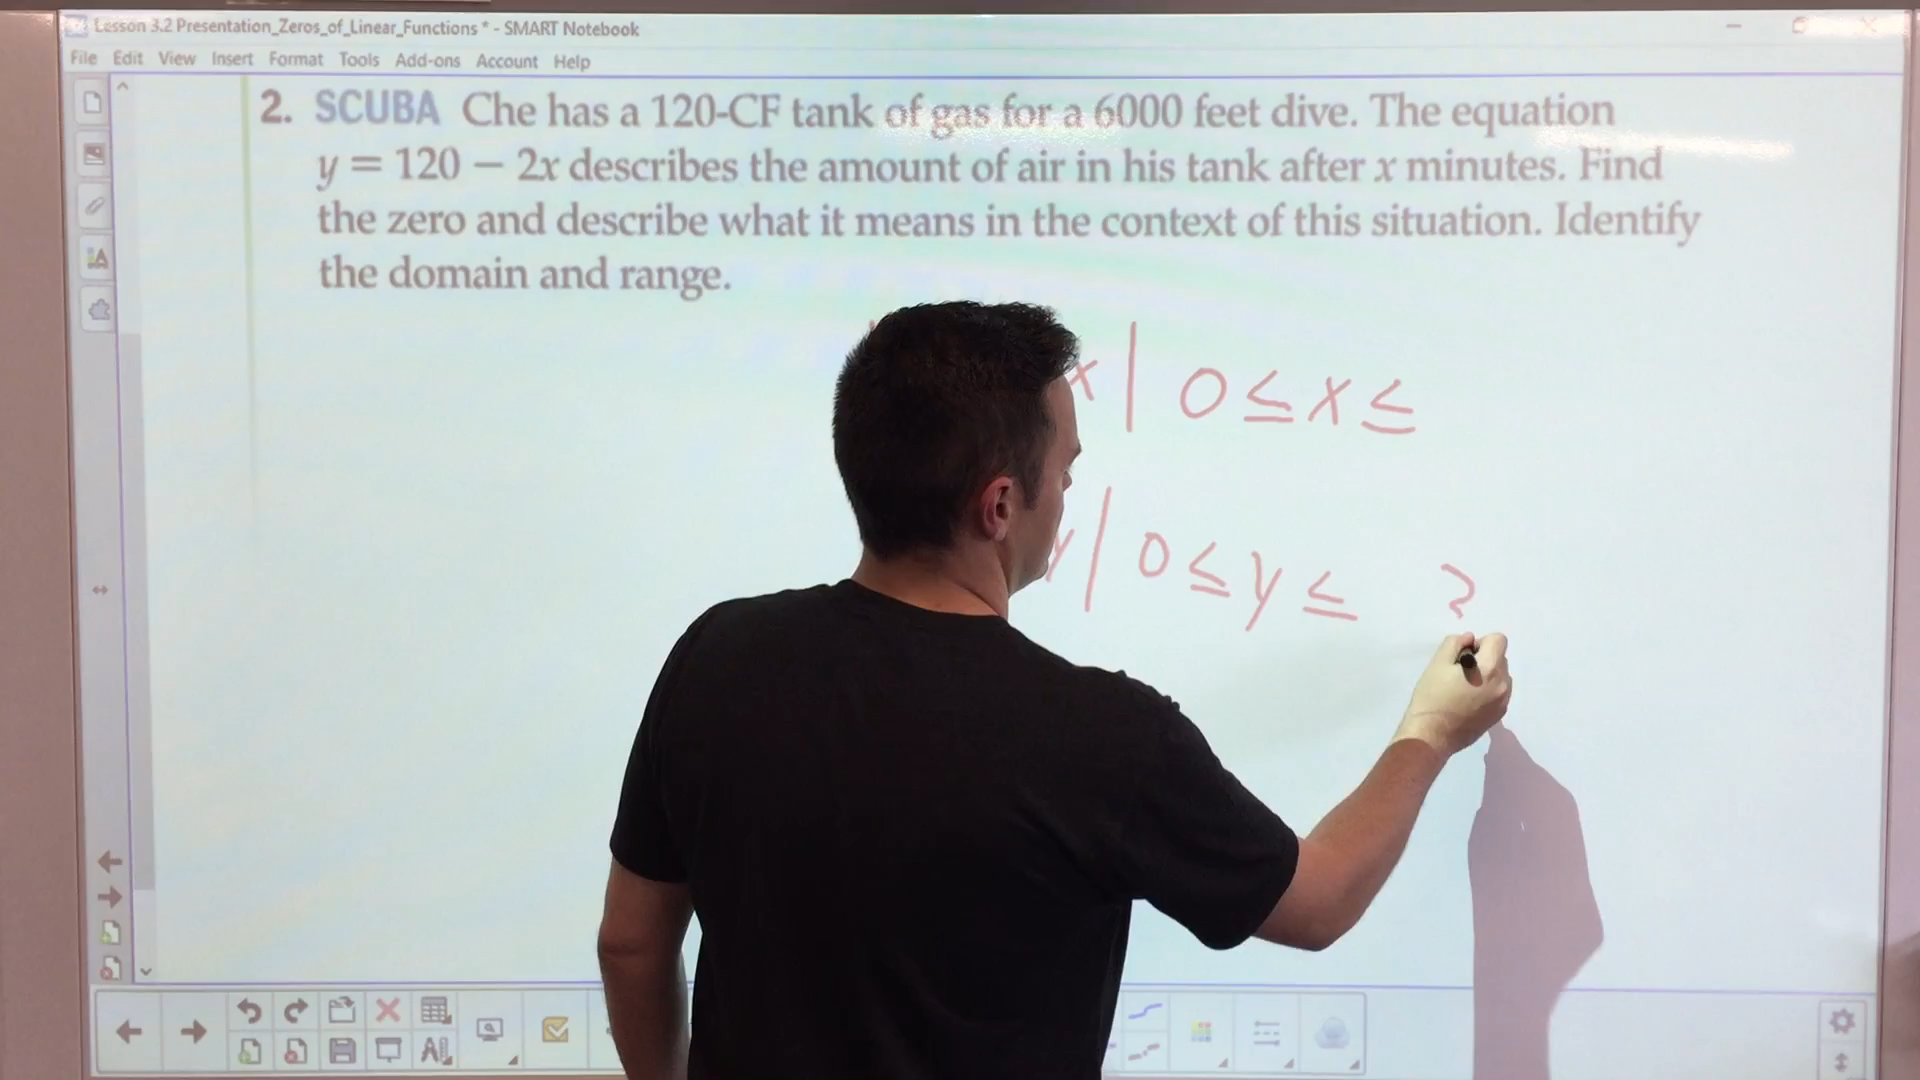 Lesson 3.2 Presentation_Zeros_of_Linear_Functions * - SMART Notebook
File Edit View Insert Format Tools Add-ons Account Help
2. SCUBA Che has a 120-CF tank of gas for a 6000 feet dive. The equation
y = 120 − 2x describes the amount of air in his tank after x minutes. Find
the zero and describe what it means in the context of this situation. Identify
the domain and range.
x | 0 ≤ x ≤
y | 0 ≤ y ≤ ?